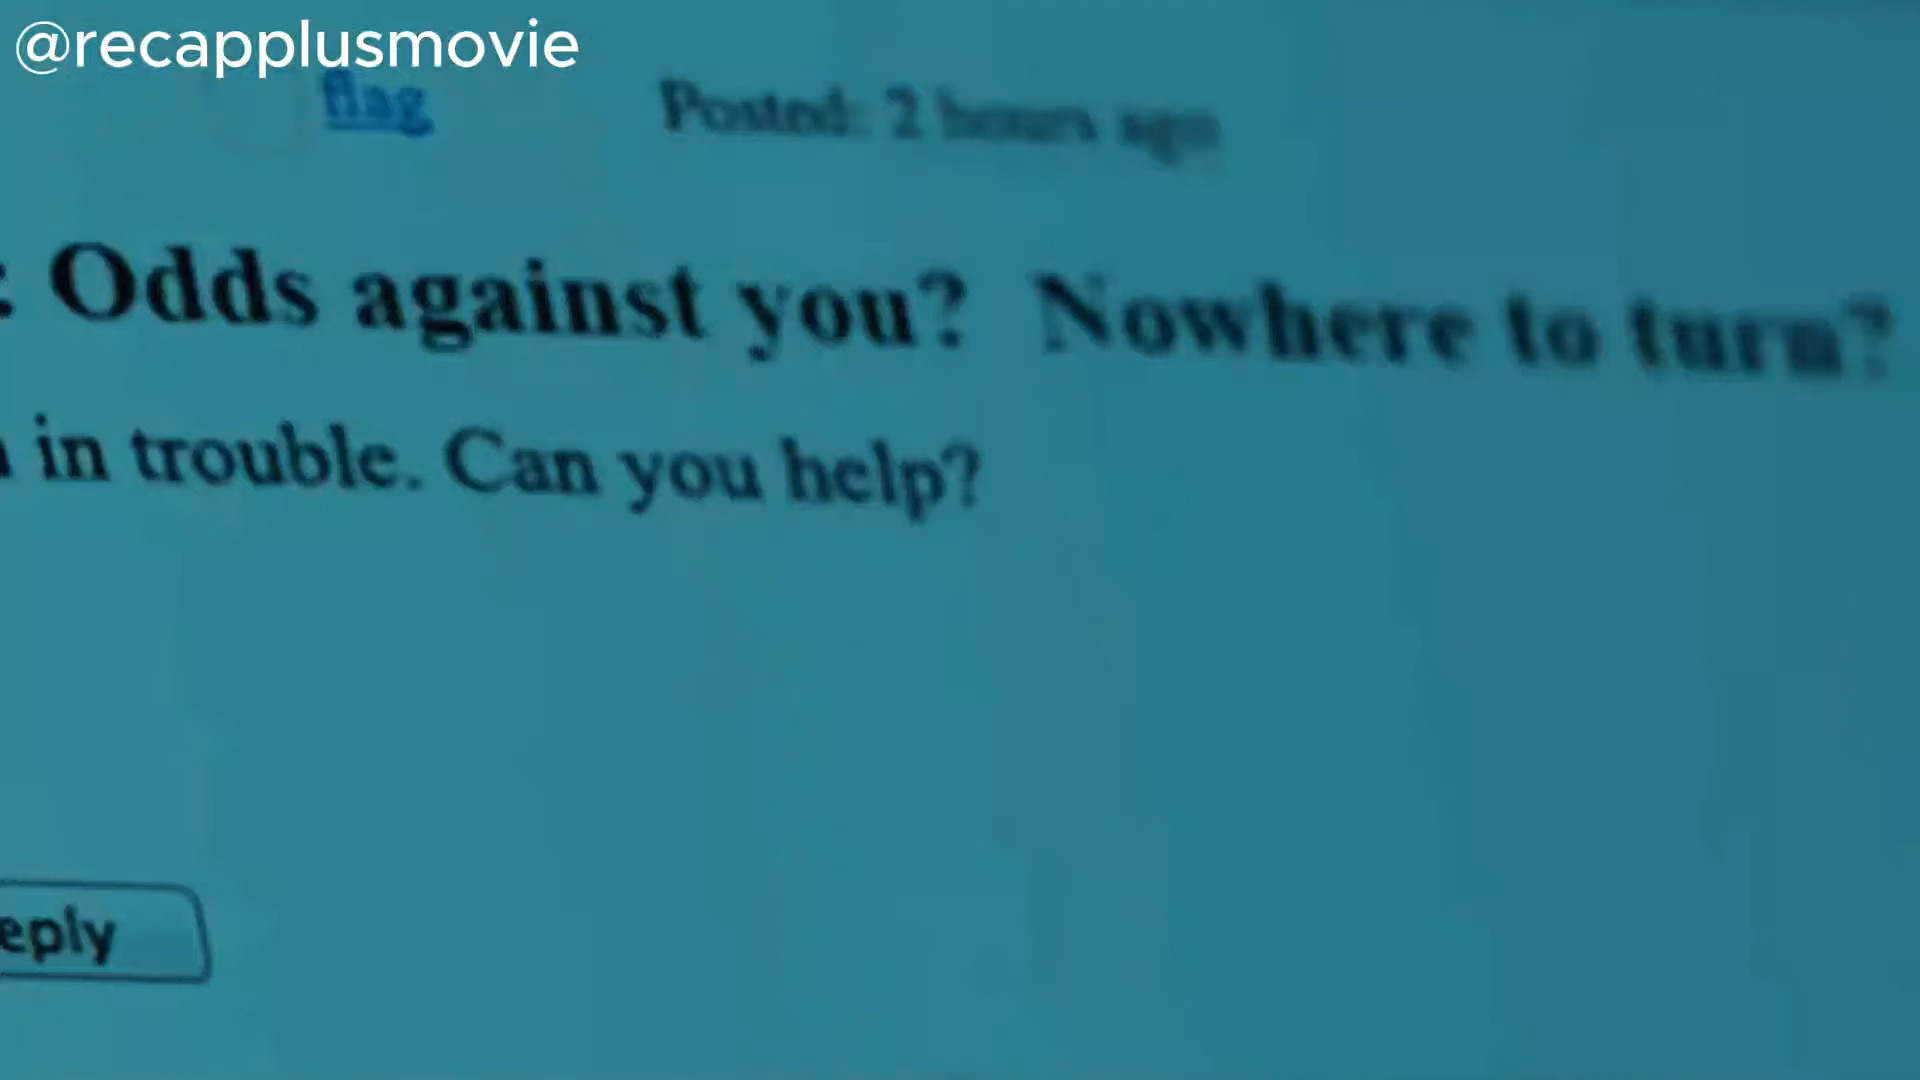 @recapplusmovie
flag Posted: 2 hours ago
: Odds against you? Nowhere to turn?
in trouble. Can you help?
eply